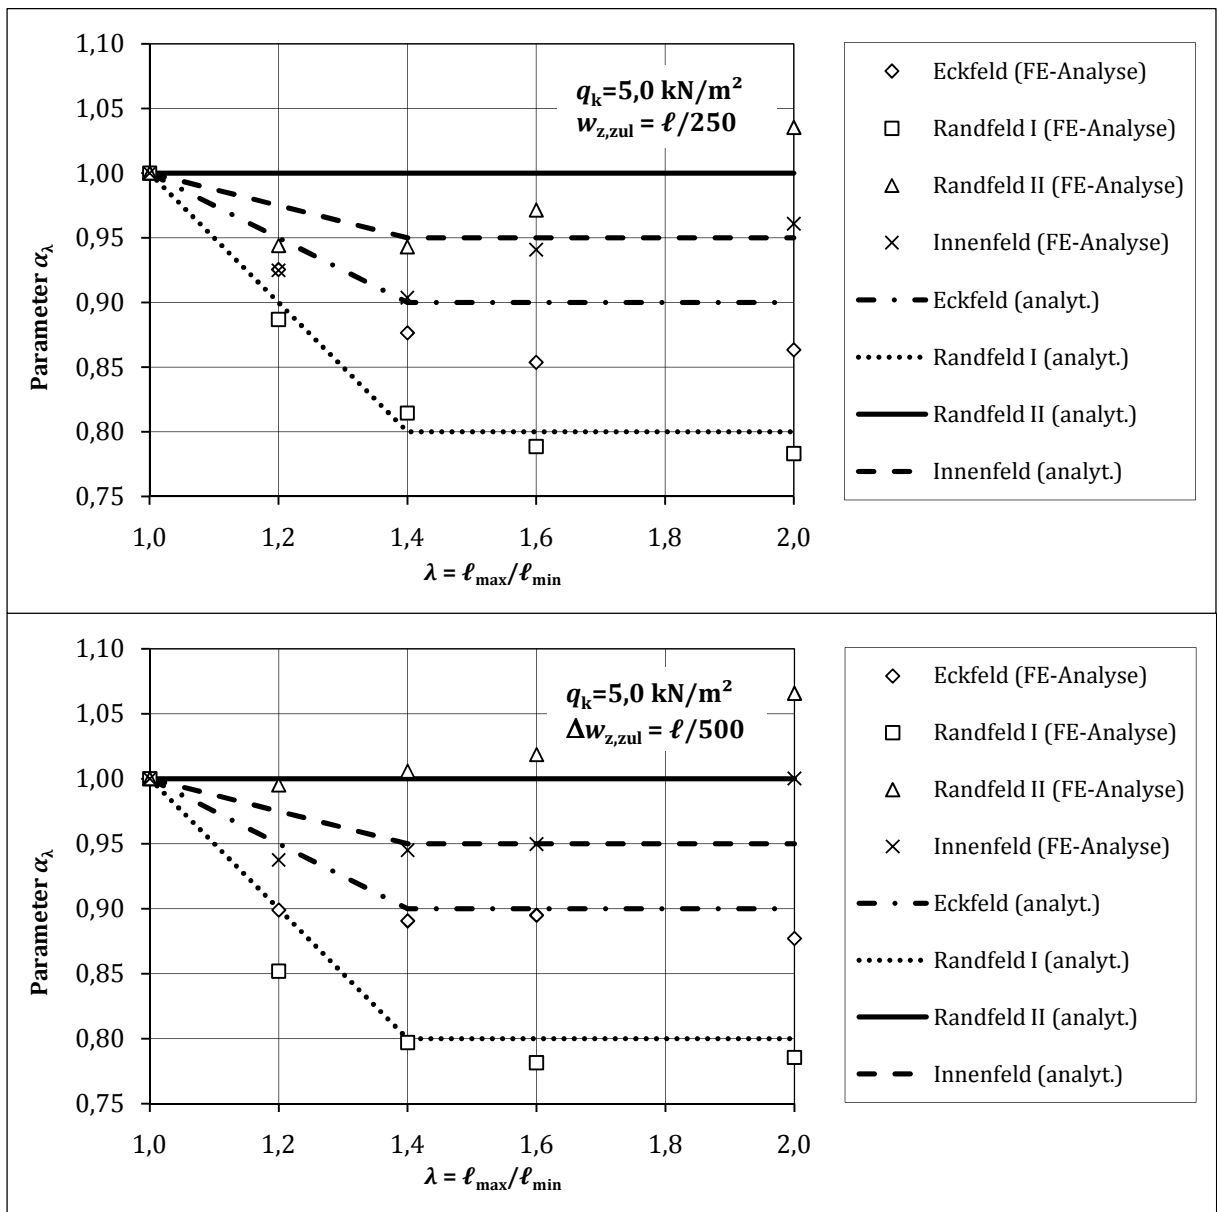 1,10
1,05
1,00
0,95
0,90
0,85
0,80
0,75
Parameter αλ
qk=5,0 kN/m²
wz,zul = ℓ/250
1,0 1,2 1,4 1,6 1,8 2,0
λ = ℓmax/ℓmin
Eckfeld (FE-Analyse)
Randfeld I (FE-Analyse)
Randfeld II (FE-Analyse)
Innenfeld (FE-Analyse)
Eckfeld (analyt.)
Randfeld I (analyt.)
Randfeld II (analyt.)
Innenfeld (analyt.)
1,10
1,05
1,00
0,95
0,90
0,85
0,80
0,75
Parameter αλ
qk=5,0 kN/m²
Δwz,zul = ℓ/500
1,0 1,2 1,4 1,6 1,8 2,0
λ = ℓmax/ℓmin
Eckfeld (FE-Analyse)
Randfeld I (FE-Analyse)
Randfeld II (FE-Analyse)
Innenfeld (FE-Analyse)
Eckfeld (analyt.)
Randfeld I (analyt.)
Randfeld II (analyt.)
Innenfeld (analyt.)